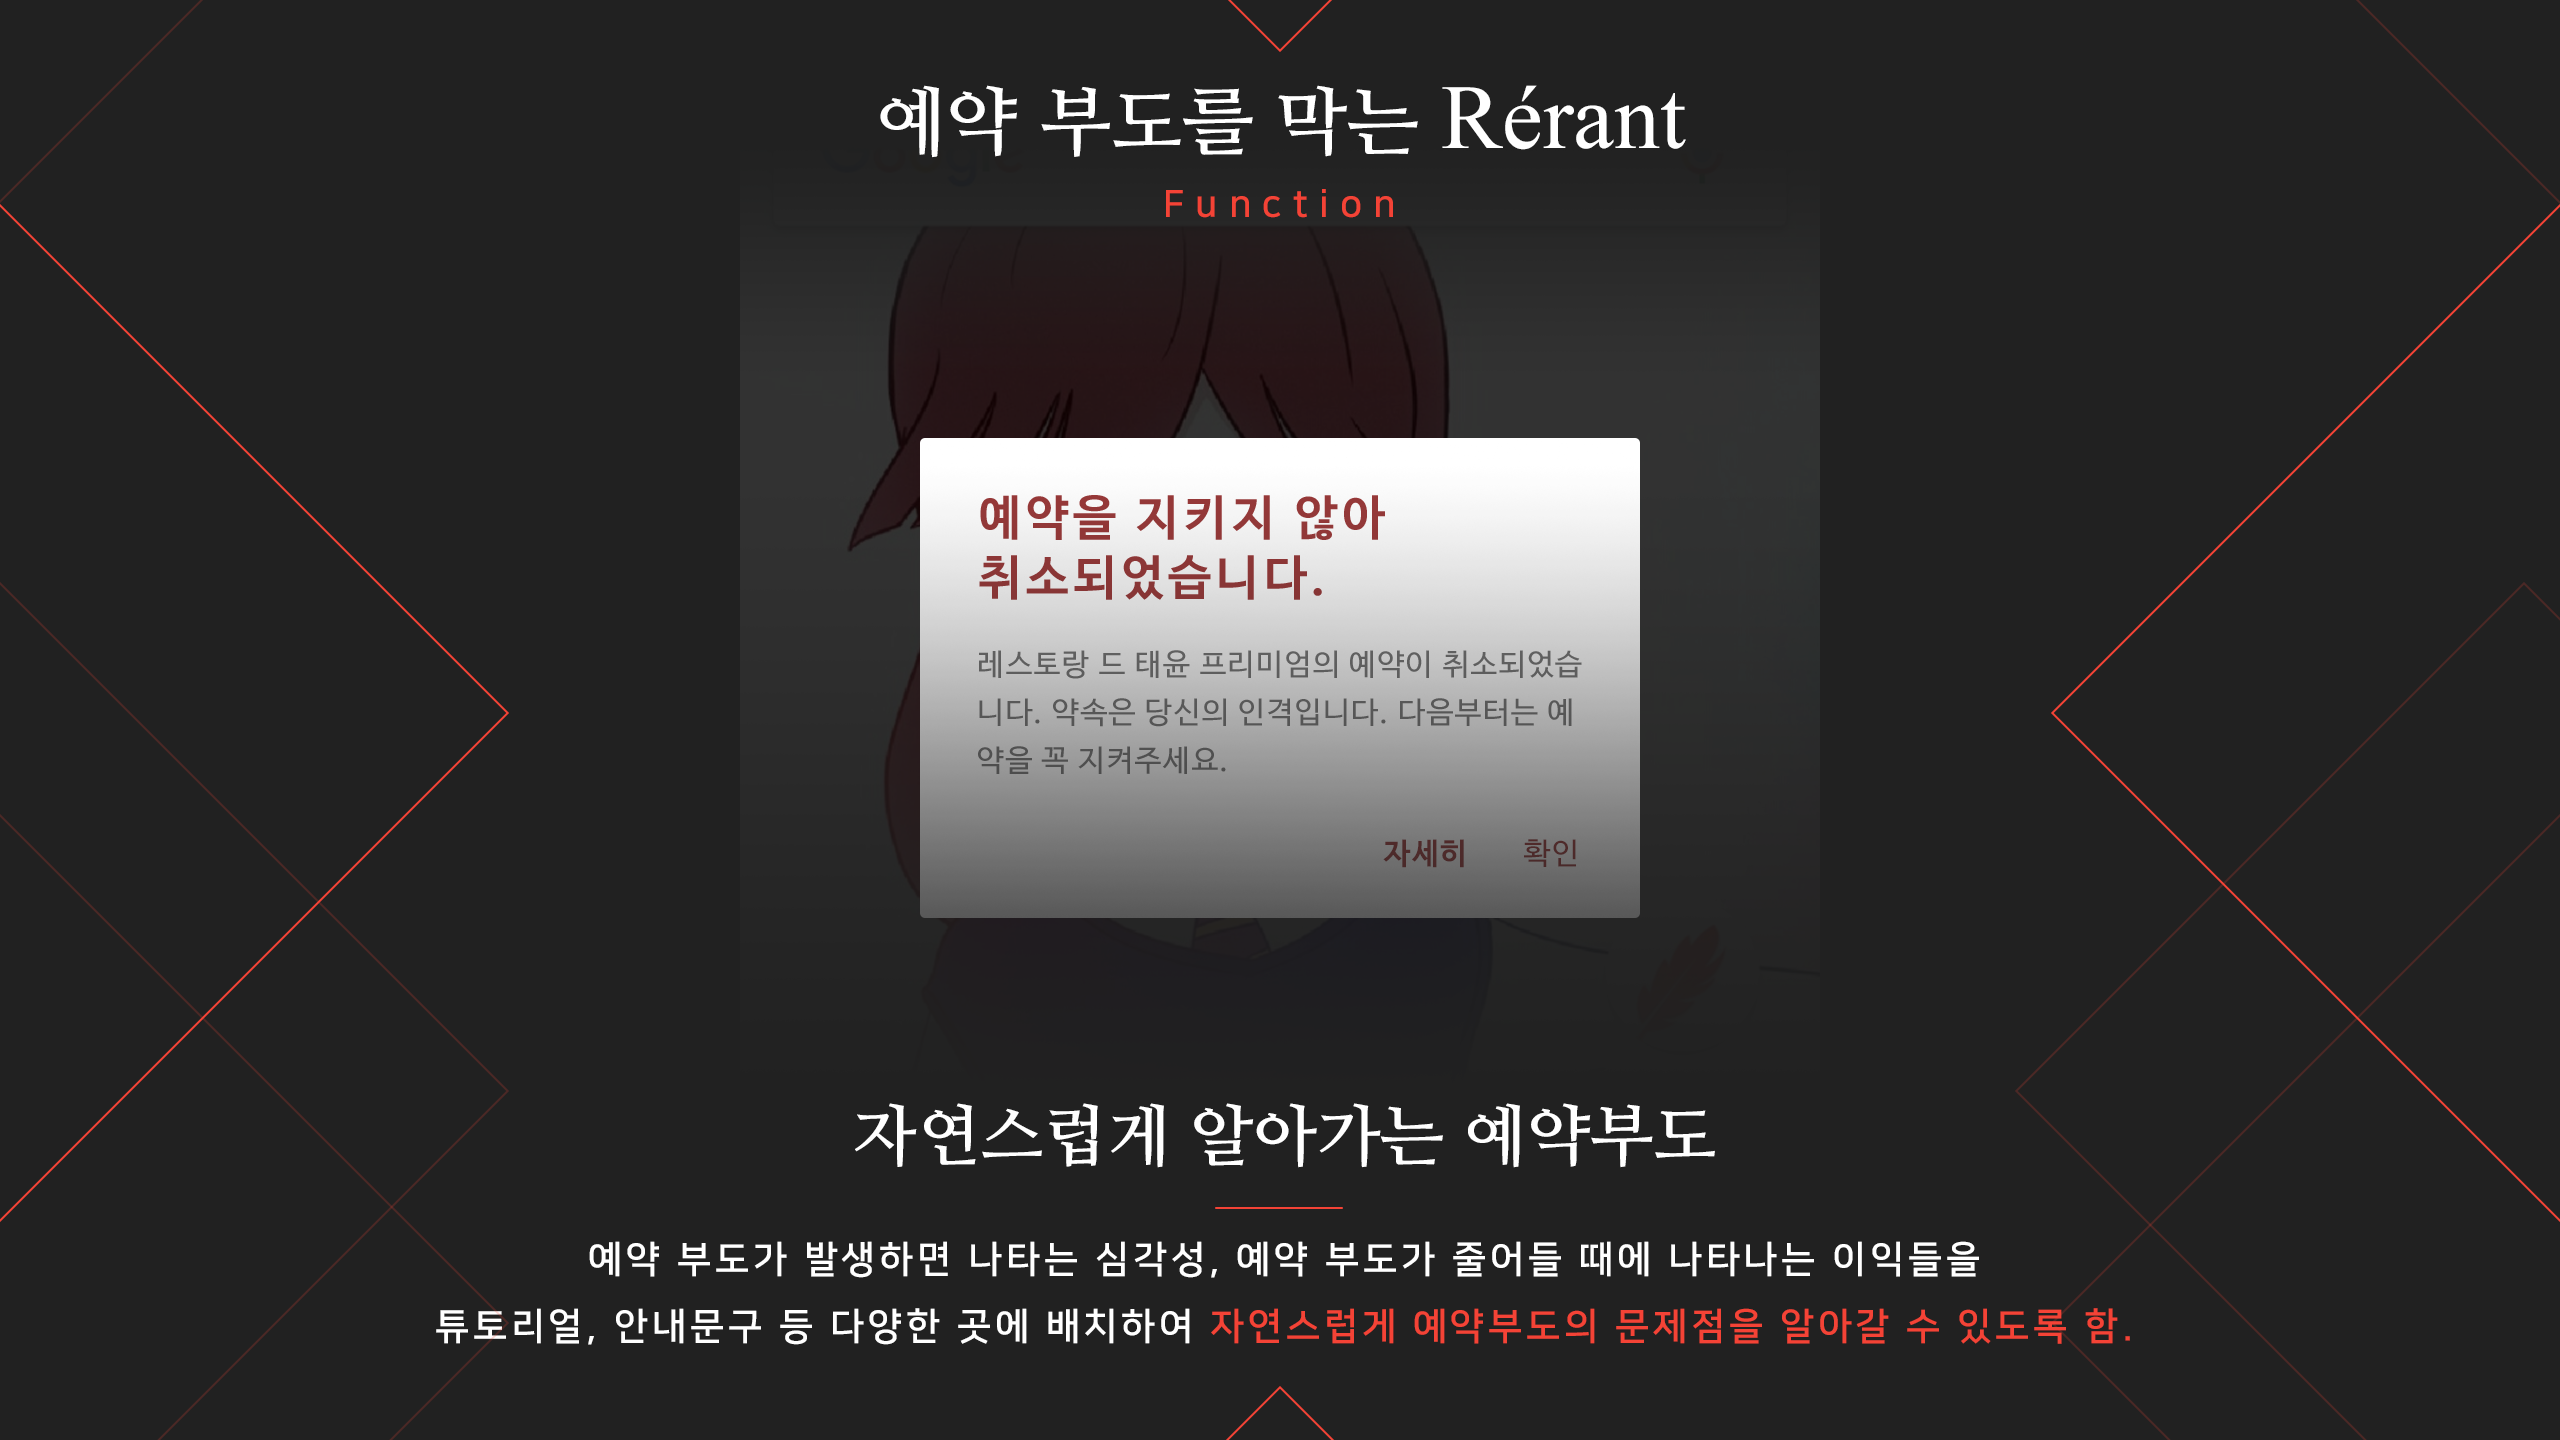 예약 부도를 막는 Rérant
Function
예약을 지키지 않아
취소되었습니다.
레스토랑 드 태윤 프리미엄의 예약이 취소되었습
니다. 약속은 당신의 인격입니다. 다음부터는 예
약을 꼭 지켜주세요.
자세히 확인
자연스럽게 알아가는 예약부도
예약 부도가 발생하면 나타는 심각성, 예약 부도가 줄어들 때에 나타나는 이익들을
튜토리얼, 안내문구 등 다양한 곳에 배치하여 자연스럽게 예약부도의 문제점을 알아갈 수 있도록 함.